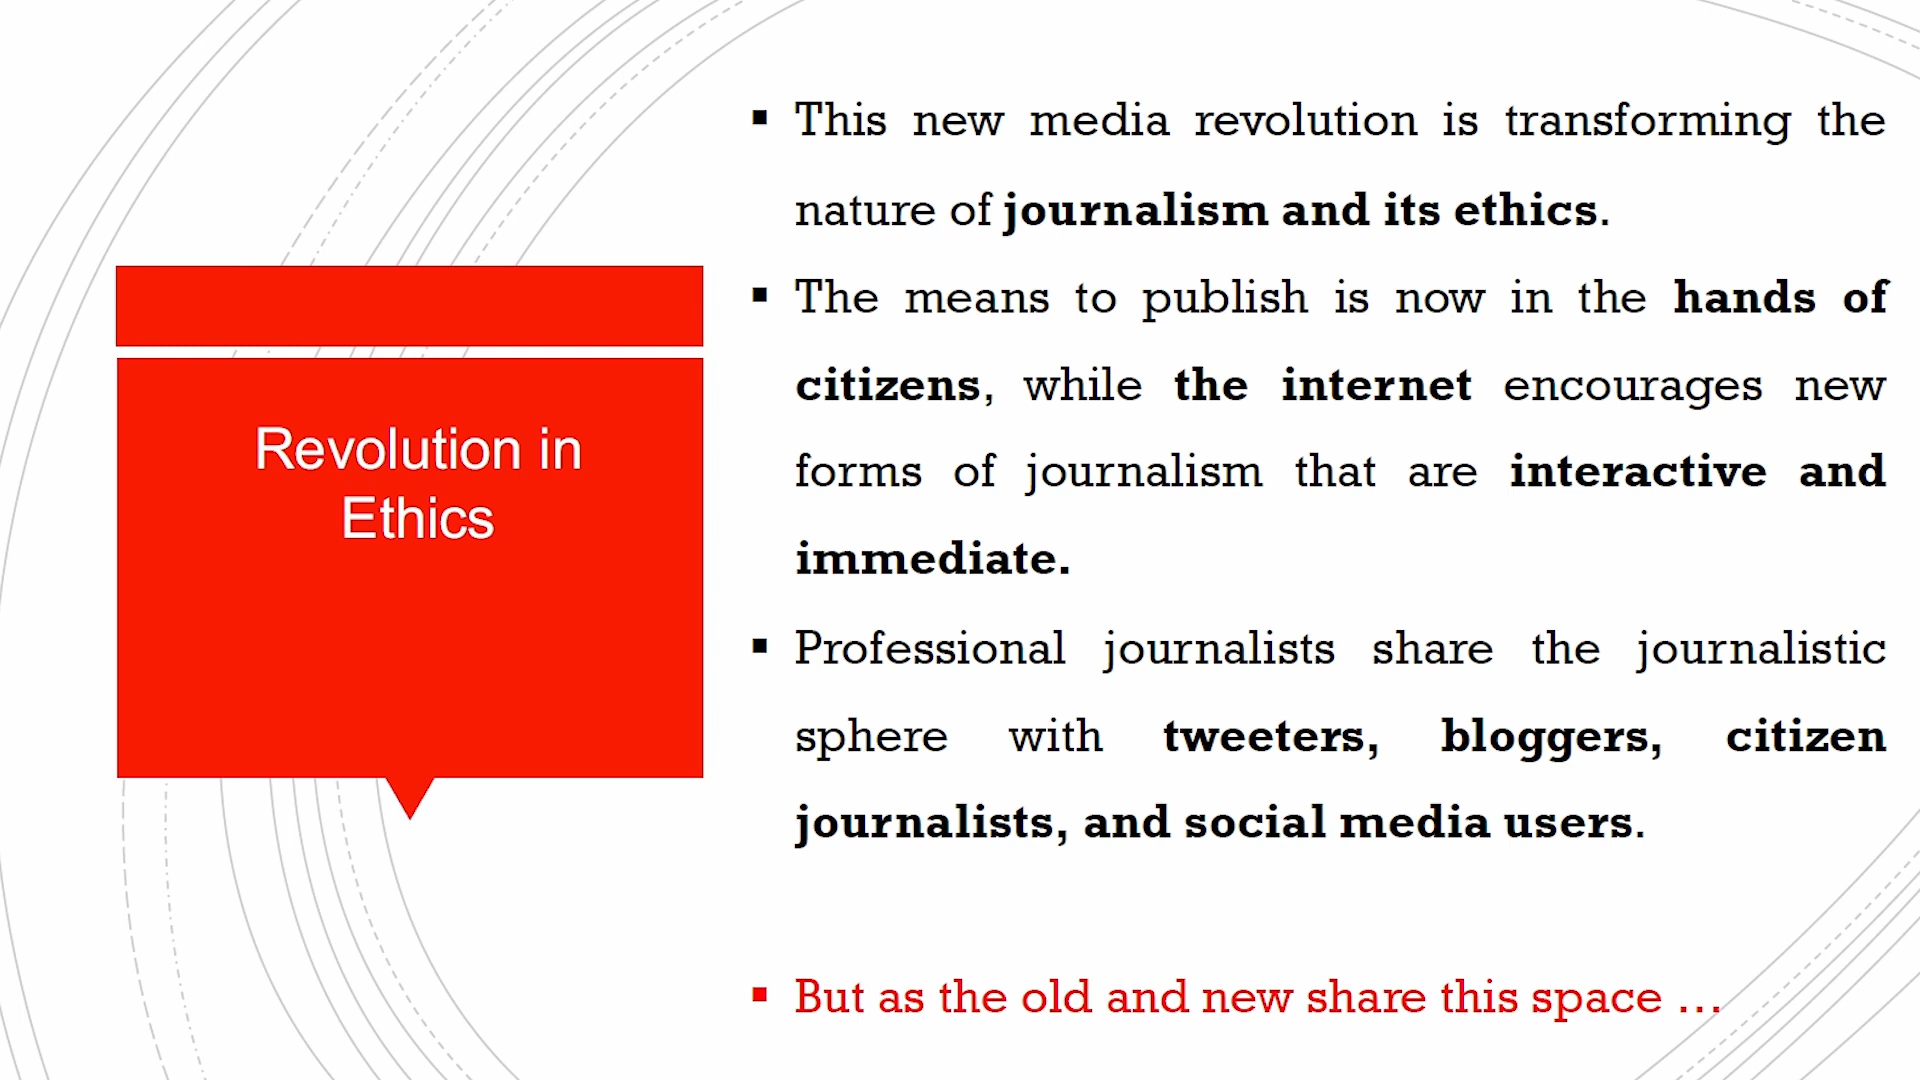 Revolution in
Ethics
▪ This new media revolution is transforming the
nature of journalism and its ethics.
▪ The means to publish is now in the hands of
citizens, while the internet encourages new
forms of journalism that are interactive and
immediate.
▪ Professional journalists share the journalistic
sphere with tweeters, bloggers, citizen
journalists, and social media users.
▪ But as the old and new share this space …